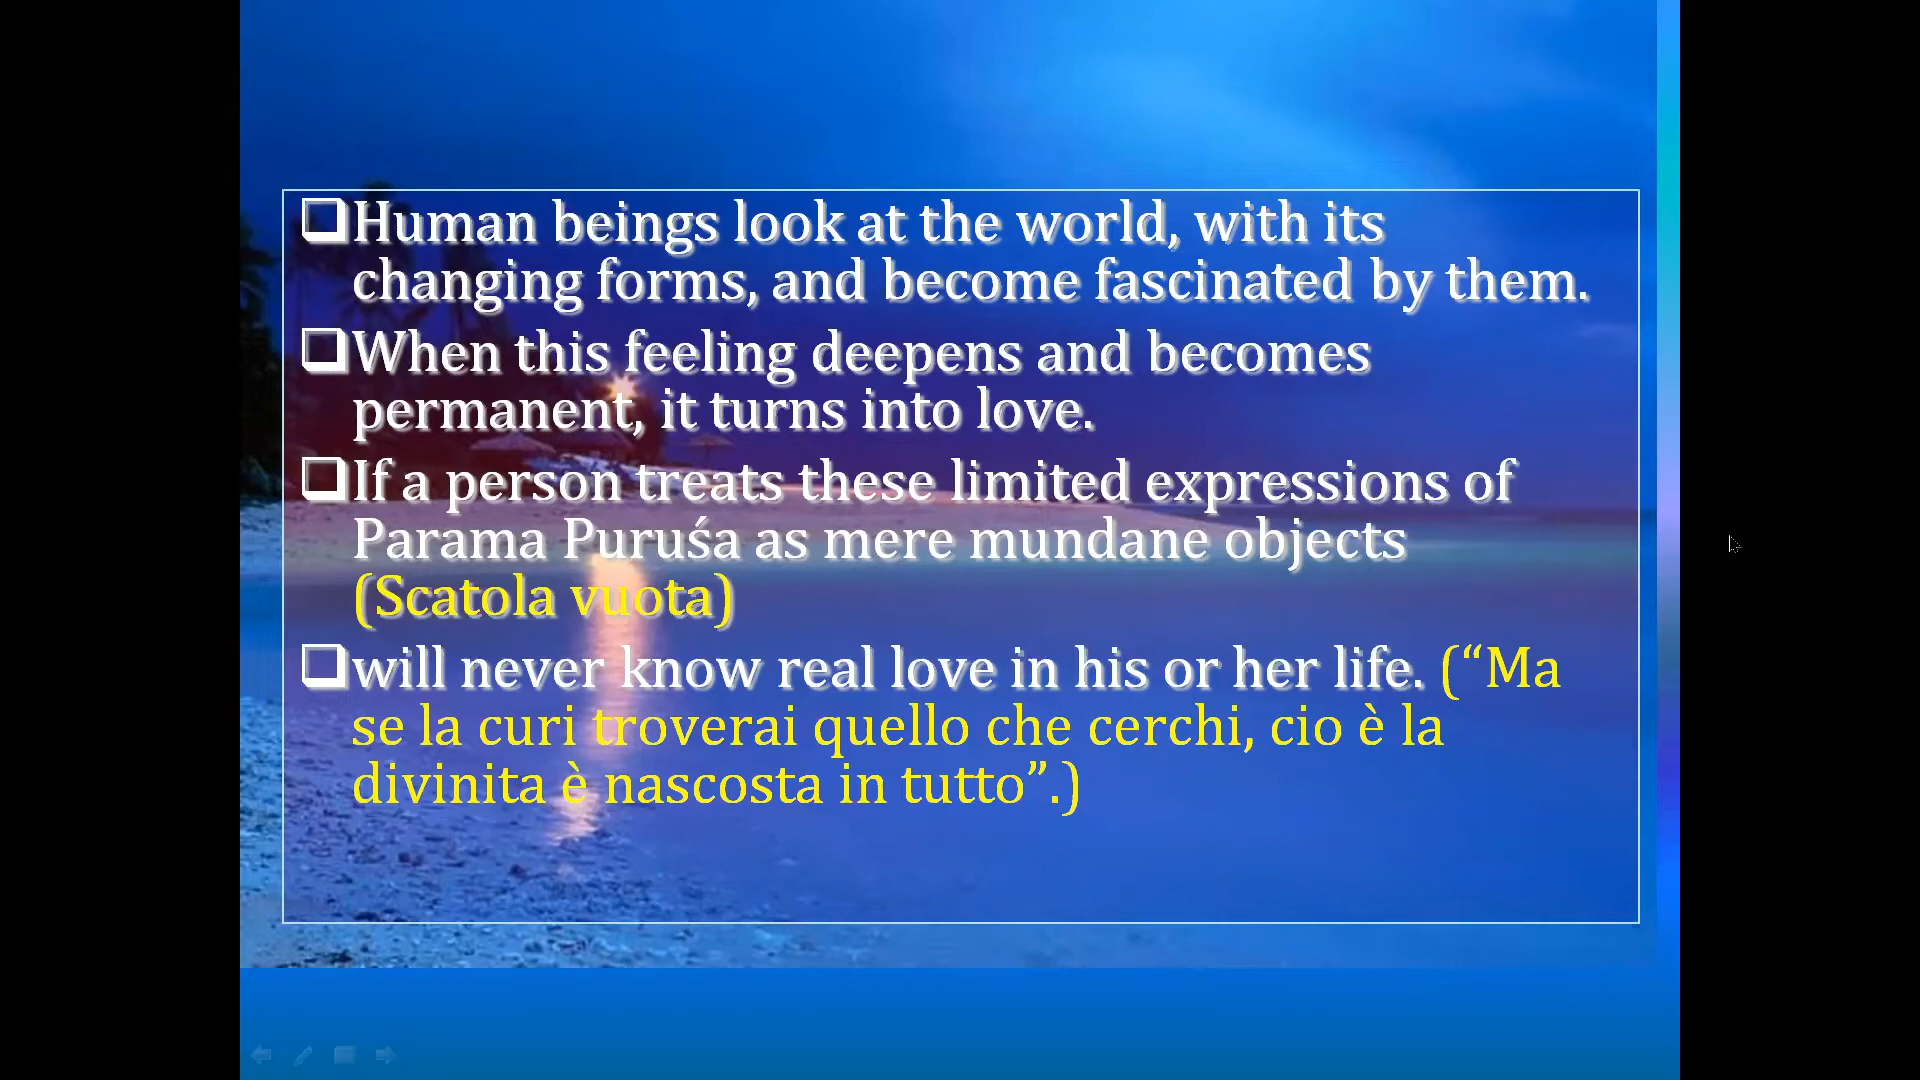 ❑Human beings look at the world, with its
changing forms, and become fascinated by them.
❑When this feeling deepens and becomes
permanent, it turns into love.
❑If a person treats these limited expressions of
Parama Puruśa as mere mundane objects
(Scatola vuota)
❑will never know real love in his or her life. (“Ma
se la curi troverai quello che cerchi, cio è la
divinita è nascosta in tutto”.)